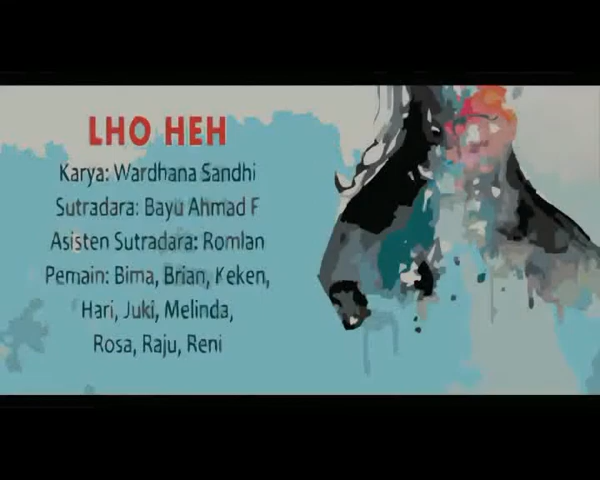 LHO HEH
Karya: Wardhana Sandhi
Sutradara: Bayu Ahmad F
Asisten Sutradara: Romlan
Pemain: Bima, Brian, Keken,
Hari, Juki, Melinda,
Rosa, Raju, Reni